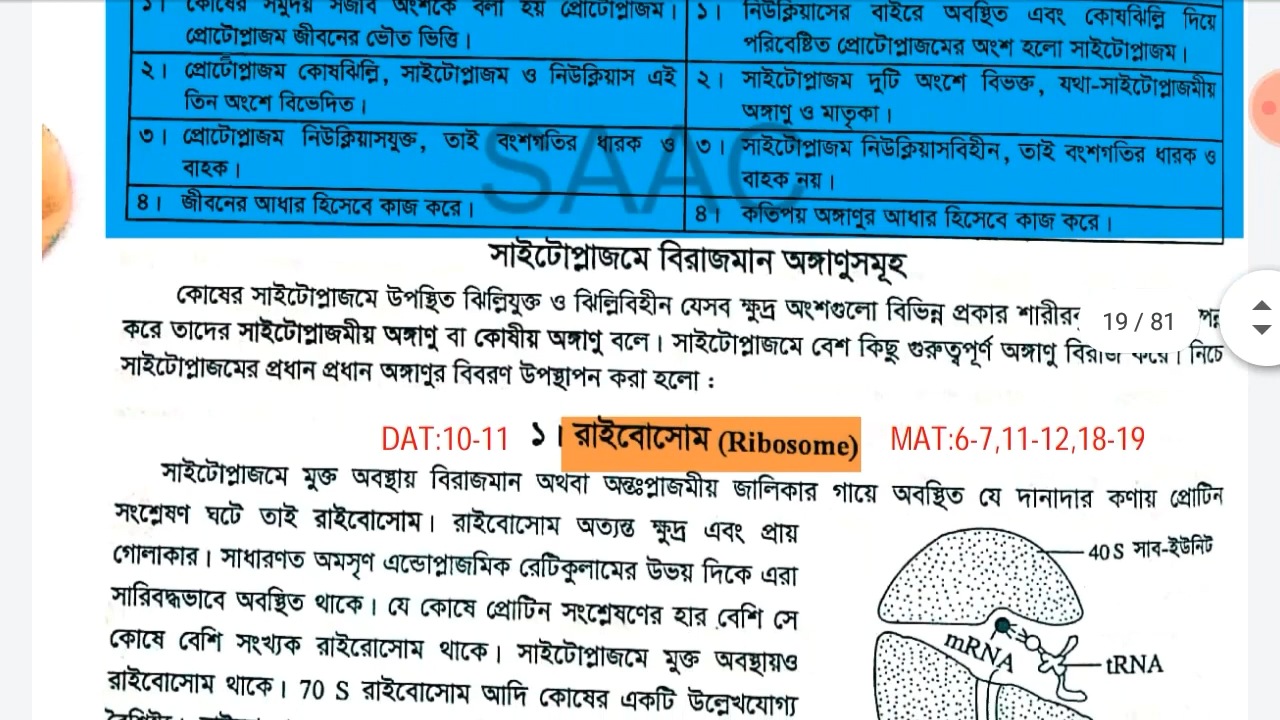 ১। কোষের সমুদয় সজীব অংশকে বলা হয় প্রোটোপ্লাজম।
প্রোটোপ্লাজম জীবনের ভৌত ভিত্তি।
১। নিউক্লিয়াসের বাইরে অবস্থিত এবং কোষঝিল্লি দিয়ে
পরিবেষ্টিত প্রোটোপ্লাজমের অংশ হলো সাইটোপ্লাজম।
২। প্রোটোপ্লাজম কোষঝিল্লি, সাইটোপ্লাজম ও নিউক্লিয়াস এই
তিন অংশে বিভেদিত।
২। সাইটোপ্লাজম দুটি অংশে বিভক্ত, যথা-সাইটোপ্লাজমীয়
অঙ্গাণু ও মাতৃকা।
৩। প্রোটোপ্লাজম নিউক্লিয়াসযুক্ত, তাই বংশগতির ধারক ও
বাহক।
৩। সাইটোপ্লাজম নিউক্লিয়াসবিহীন, তাই বংশগতির ধারক ও
বাহক নয়।
৪। জীবনের আধার হিসেবে কাজ করে।
৪। কতিপয় অঙ্গাণুর আধার হিসেবে কাজ করে।
SAAC
সাইটোপ্লাজমে বিরাজমান অঙ্গাণুসমূহ
কোষের সাইটোপ্লাজমে উপস্থিত ঝিল্লিযুক্ত ও ঝিল্লিবিহীন যেসব ক্ষুদ্র অংশগুলো বিভিন্ন প্রকার
করে তাদের সাইটোপ্লাজমীয় অঙ্গাণু বা কোষীয় অঙ্গাণু বলে। সাইটোপ্লাজমে বেশ কিছু গুরুত্বপূর্ণ অঙ্গাণু বিরাজ করে। নিচে
সাইটোপ্লাজমের প্রধান প্রধান অঙ্গাণুর বিবরণ উপস্থাপন করা হলো :
19 / 81
DAT:10-11 ১। রাইবোসোম (Ribosome) MAT:6-7,11-12,18-19
সাইটোপ্লাজমে মুক্ত অবস্থায় বিরাজমান অথবা অন্তঃপ্লাজমীয় জালিকার গায়ে অবস্থিত যে দানাদার কণায় প্রোটিন
সংশ্লেষণ ঘটে তাই রাইবোসোম। রাইবোসোম অত্যন্ত ক্ষুদ্র এবং প্রায়
গোলাকার। সাধারণত অমসৃণ এন্ডোপ্লাজমিক রেটিকুলামের উভয় দিকে এরা
সারিবদ্ধভাবে অবস্থিত থাকে। যে কোষে প্রোটিন সংশ্লেষণের হার বেশি সে
কোষে বেশি সংখ্যক রাইরোসোম থাকে। সাইটোপ্লাজমে মুক্ত অবস্থায়ও
রাইবোসোম থাকে। 70 S রাইবোসোম আদি কোষের একটি উল্লেখযোগ্য
40 S সাব-ইউনিট
mRNA
tRNA